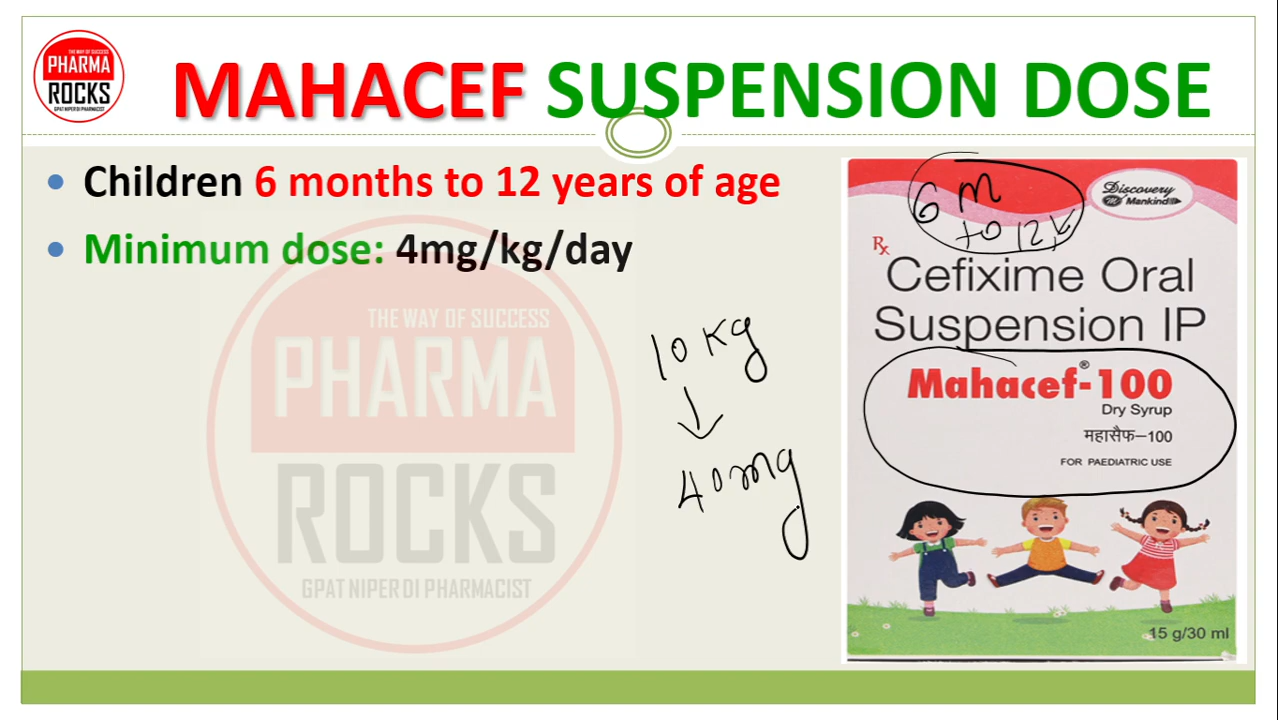 THE WAY OF SUCCESS
PHARMA
ROCKS
GPAT NIPER DI PHARMACIST
MAHACEF SUSPENSION DOSE
• Children 6 months to 12 years of age
• Minimum dose: 4mg/kg/day
THE WAY OF SUCCESS
PHARMA
ROCKS
GPAT NIPER DI PHARMACIST
10 kg
↓
40mg
6 m
to 12
Discovery
M Mankind
Rx
Cefixime Oral
Suspension IP
Mahacef®-100
Dry Syrup
महासैफ–100
FOR PAEDIATRIC USE
15 g/30 ml